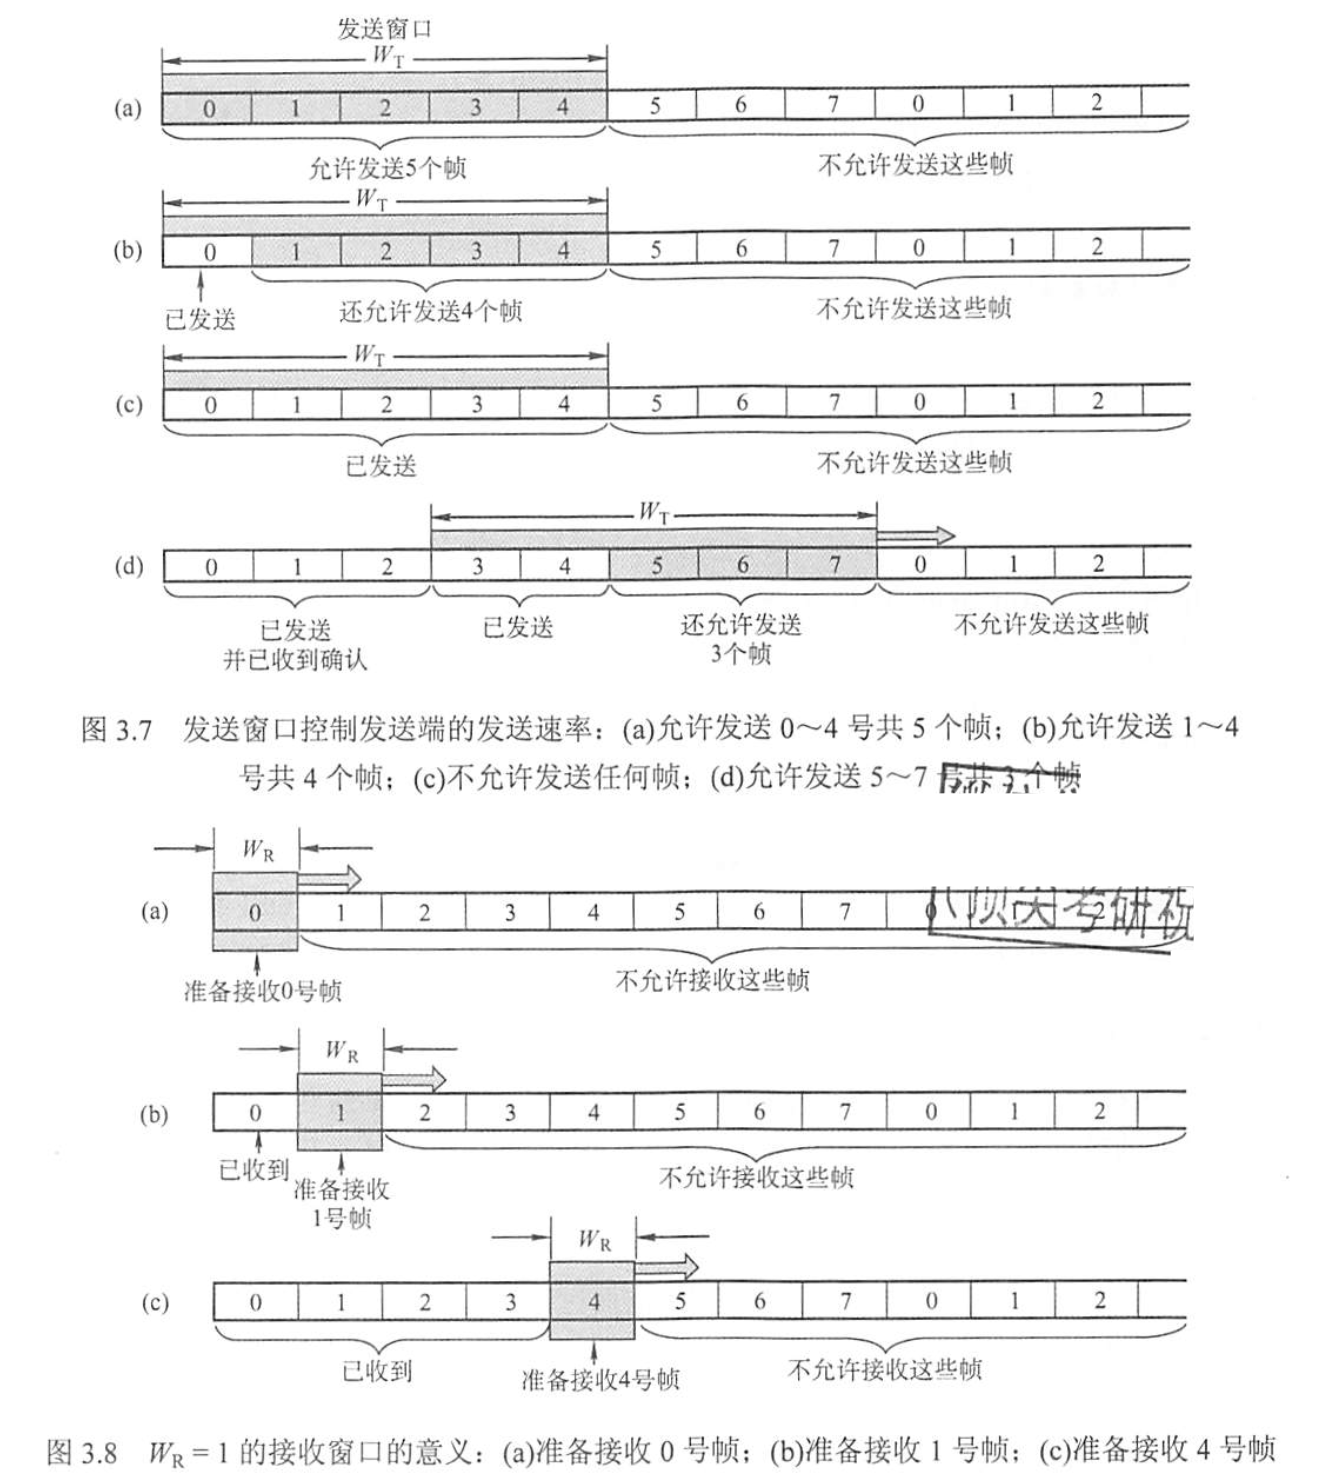 发送窗口
WT
(a) 0 1 2 3 4 5 6 7 0 1 2
允许发送5个帧 不允许发送这些帧
WT
(b) 0 1 2 3 4 5 6 7 0 1 2
已发送 还允许发送4个帧 不允许发送这些帧
WT
(c) 0 1 2 3 4 5 6 7 0 1 2
已发送 不允许发送这些帧
WT
(d) 0 1 2 3 4 5 6 7 0 1 2
已发送 已发送 还允许发送 不允许发送这些帧
并已收到确认 3个帧
图 3.7 发送窗口控制发送端的发送速率：(a)允许发送 0～4 号共 5 个帧；(b)允许发送 1～4
号共 4 个帧；(c)不允许发送任何帧；(d)允许发送 5～7 号共 3 个帧
WR
(a) 0 1 2 3 4 5 6 7 0 1 2
准备接收0号帧 不允许接收这些帧
WR
(b) 0 1 2 3 4 5 6 7 0 1 2
已收到 准备接收 不允许接收这些帧
1号帧
WR
(c) 0 1 2 3 4 5 6 7 0 1 2
已收到 准备接收4号帧 不允许接收这些帧
图 3.8 WR = 1 的接收窗口的意义：(a)准备接收 0 号帧；(b)准备接收 1 号帧；(c)准备接收 4 号帧